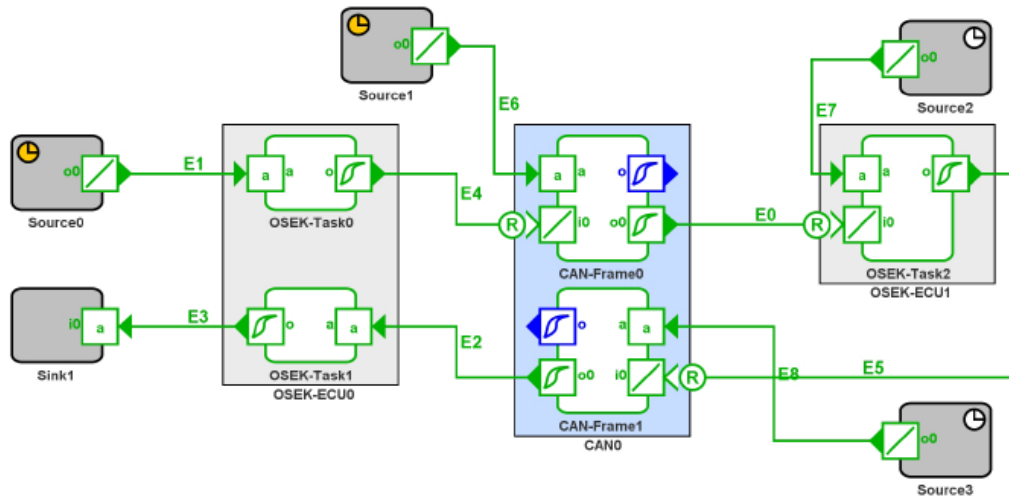 o0
Source1
o0
Source2
E6
E7
o0
Source0
E1
a
a
o
OSEK-Task0
E4
a
a
o
R
i0
o0
CAN-Frame0
E0
a
a
o
R
i0
OSEK-Task2
OSEK-ECU1
i0
a
Sink1
E3
o
a
a
OSEK-Task1
OSEK-ECU0
E2
o
a
a
o0
i0
R
E8
E5
CAN-Frame1
CAN0
o0
Source3